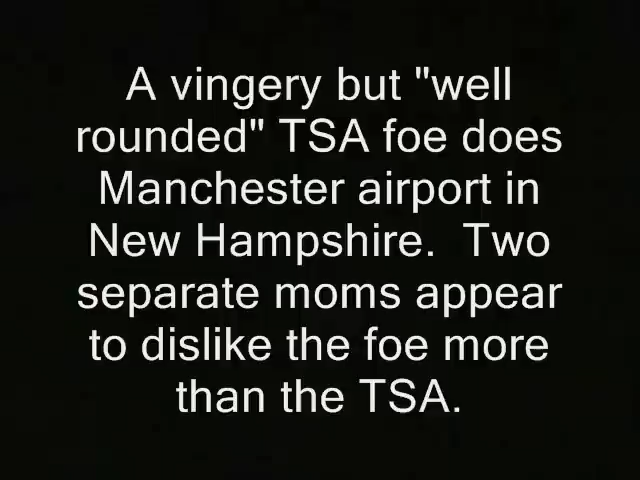 A vingery but "well
rounded" TSA foe does
Manchester airport in
New Hampshire.  Two
separate moms appear
to dislike the foe more
than the TSA.